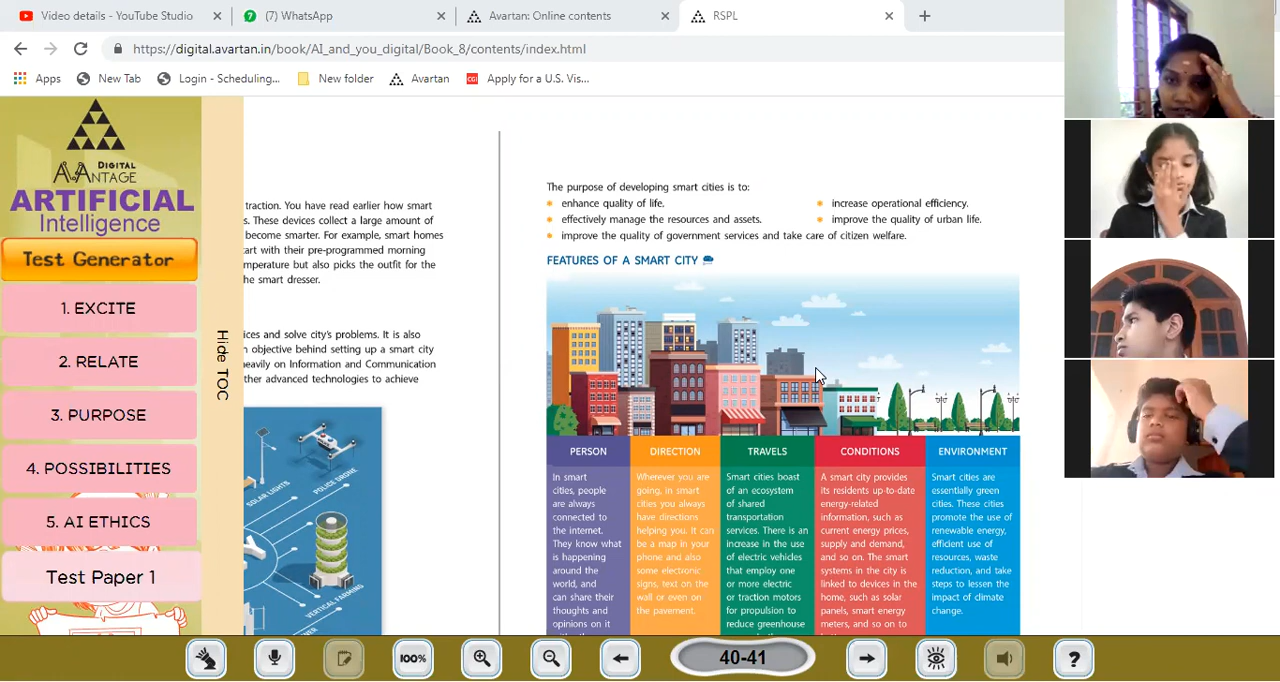 Video details - YouTube Studio
(7) WhatsApp
Avartan: Online contents
RSPL
https://digital.avartan.in/book/AI_and_you_digital/Book_8/contents/index.html
Apps
New Tab
Login - Scheduling...
New folder
Avartan
CGI
Apply for a U.S. Vis...
DIGITAL
AVANTAGE
ARTIFICIAL
Intelligence
Test Generator
1. EXCITE
2. RELATE
3. PURPOSE
4. POSSIBILITIES
5. AI ETHICS
Test Paper 1
Hide TOC
traction. You have read earlier how smart
s. These devices collect a large amount of
become smarter. For example, smart homes
art with their pre-programmed morning
mperature but also picks the outfit for the
he smart dresser.
ices and solve city's problems. It is also
n objective behind setting up a smart city
heavily on Information and Communication
ther advanced technologies to achieve
SOLAR LIGHTS
POLICE DRONE
VERTICAL FARMING
The purpose of developing smart cities is to:
enhance quality of life.
increase operational efficiency.
effectively manage the resources and assets.
improve the quality of urban life.
improve the quality of government services and take care of citizen welfare.
FEATURES OF A SMART CITY
PERSON
In smart
cities, people
are always
connected to
the internet.
They know what
is happening
around the
world, and
can share their
thoughts and
opinions on it
DIRECTION
Wherever you are
going, in smart
cities you always
have directions
helping you. It can
be a map in your
phone and also
some electronic
signs, text on the
wall or even on
the pavement.
TRAVELS
Smart cities boast
of an ecosystem
of shared
transportation
services. There is an
increase in the use
of electric vehicles
that employ one
or more electric
or traction motors
for propulsion to
reduce greenhouse
CONDITIONS
A smart city provides
its residents up-to-date
energy-related
information, such as
current energy prices,
supply and demand,
and so on. The smart
systems in the city is
linked to devices in the
home, such as solar
panels, smart energy
meters, and so on to
ENVIRONMENT
Smart cities are
essentially green
cities. These cities
promote the use of
renewable energy,
efficient use of
resources, waste
reduction, and take
steps to lessen the
impact of climate
change.
100%
40-41
?